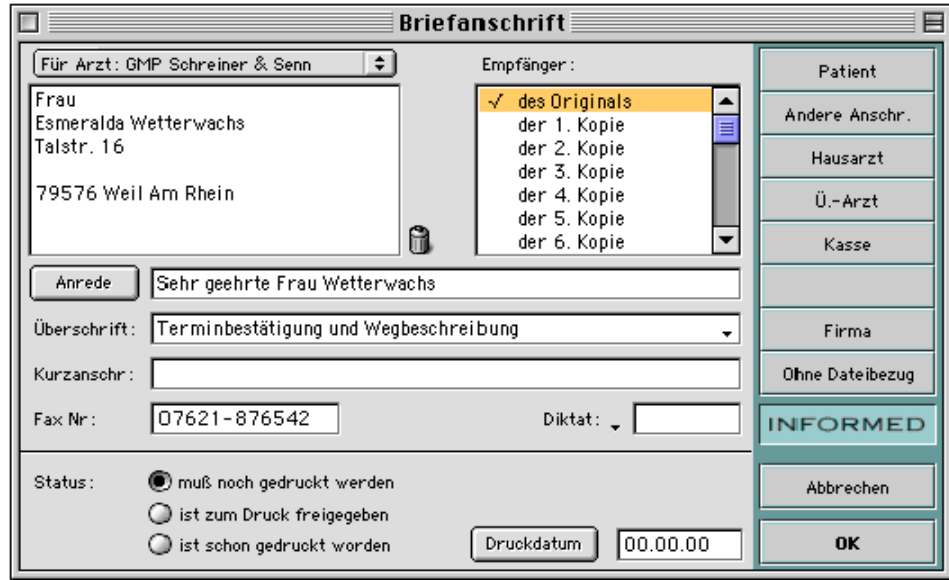 Briefanschrift
Für Arzt: GMP Schreiner & Senn
Frau
Esmeralda Wetterwachs
Talstr. 16
79576 Weil Am Rhein
Empfänger:
✓ des Originals
der 1. Kopie
der 2. Kopie
der 3. Kopie
der 4. Kopie
der 5. Kopie
der 6. Kopie
Anrede Sehr geehrte Frau Wetterwachs
Überschrift: Terminbestätigung und Wegbeschreibung
Kurzanschr:
Fax Nr: 07621-876542 Diktat:
Status: muß noch gedruckt werden
ist zum Druck freigegeben
ist schon gedruckt worden
Druckdatum 00.00.00
Patient
Andere Anschr.
Hausarzt
Ü.-Arzt
Kasse
Firma
Ohne Dateibezug
INFORMED
Abbrechen
OK